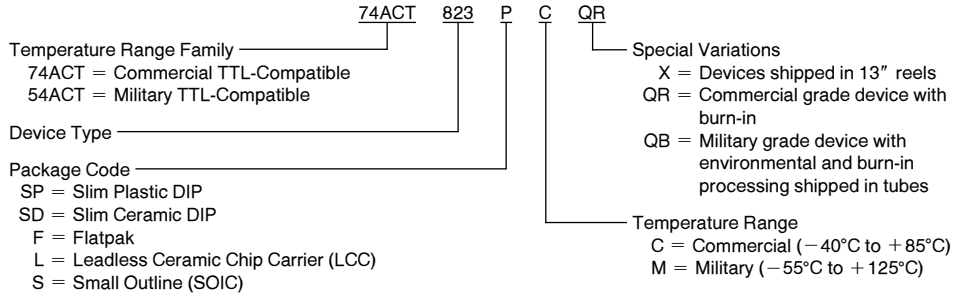 74ACT 823 P C QR
Temperature Range Family
74ACT = Commercial TTL-Compatible
54ACT = Military TTL-Compatible
Device Type
Package Code
SP = Slim Plastic DIP
SD = Slim Ceramic DIP
F = Flatpak
L = Leadless Ceramic Chip Carrier (LCC)
S = Small Outline (SOIC)
Special Variations
X = Devices shipped in 13″ reels
QR = Commercial grade device with
burn-in
QB = Military grade device with
environmental and burn-in
processing shipped in tubes
Temperature Range
C = Commercial (−40°C to +85°C)
M = Military (−55°C to +125°C)